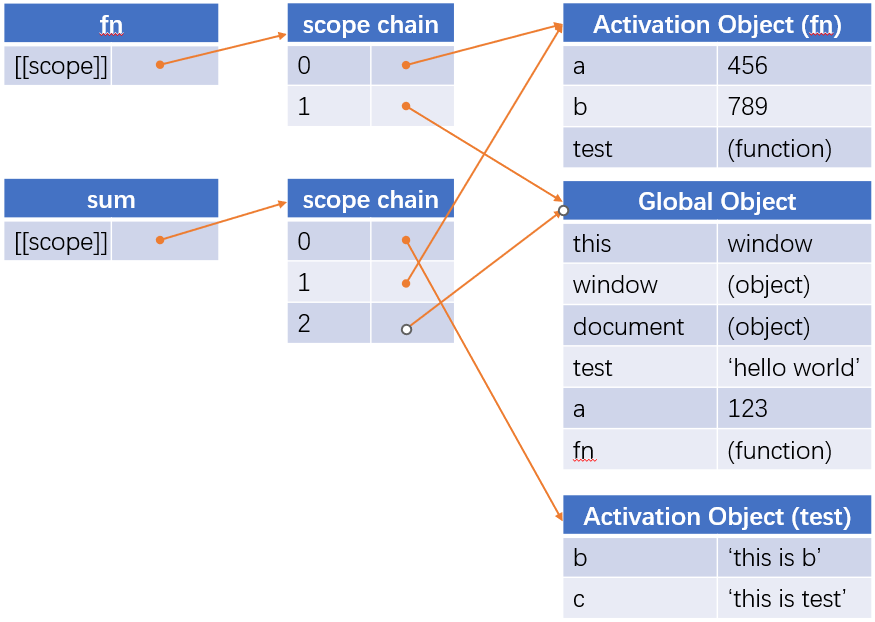 fn
[[scope]]
scope chain
0
1
Activation Object (fn)
a 456
b 789
test (function)
sum
[[scope]]
scope chain
0
1
2
Global Object
this window
window (object)
document (object)
test ‘hello world’
a 123
fn (function)
Activation Object (test)
b ‘this is b’
c ‘this is test’